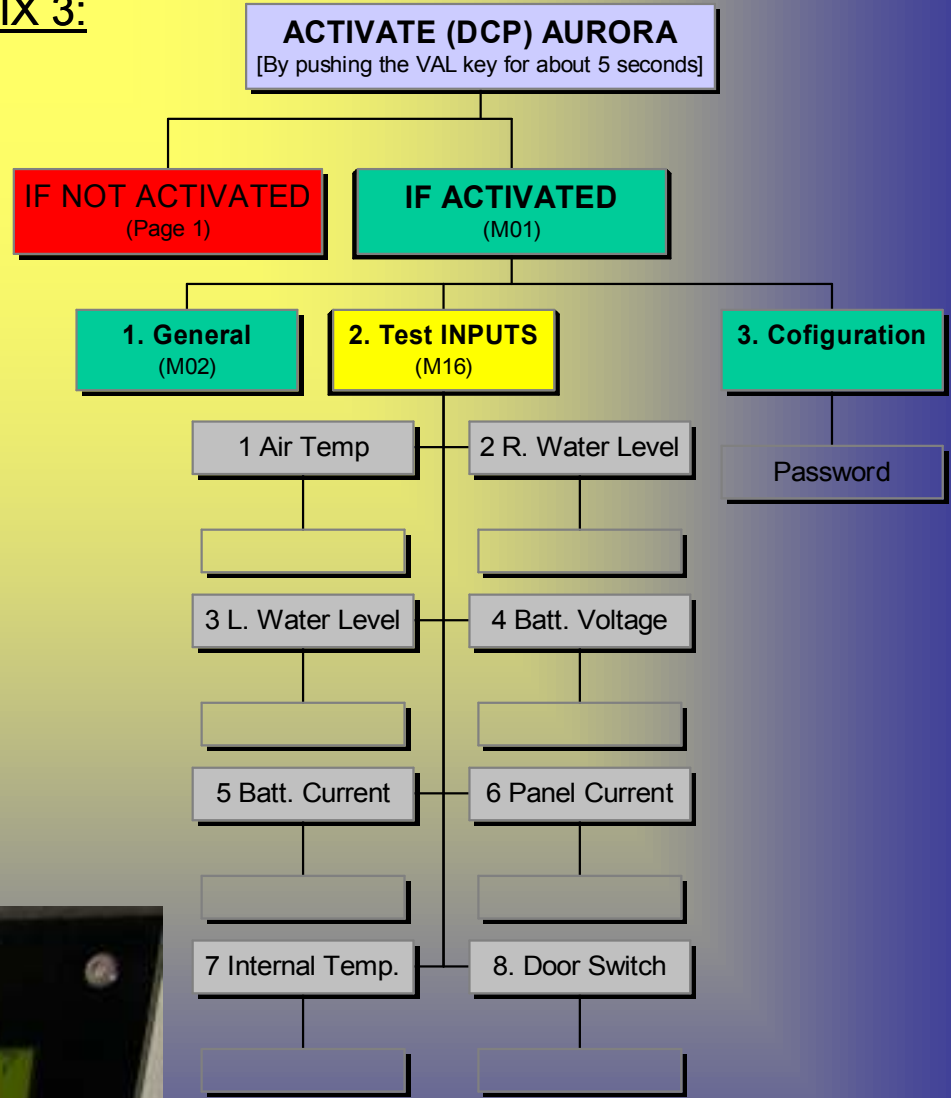 IX 3:
ACTIVATE (DCP) AURORA
[By pushing the VAL key for about 5 seconds]
IF NOT ACTIVATED
(Page 1)
IF ACTIVATED
(M01)
1. General
(M02)
2. Test INPUTS
(M16)
3. Cofiguration
Password
1 Air Temp
2 R. Water Level
3 L. Water Level
4 Batt. Voltage
5 Batt. Current
6 Panel Current
7 Internal Temp.
8. Door Switch